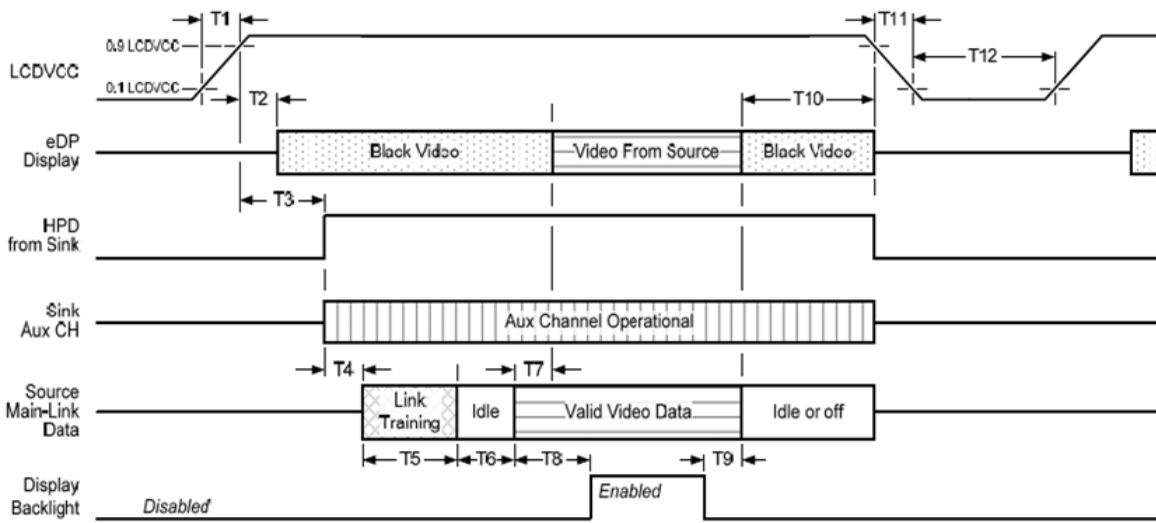 T1
T11
0.9 LCDVCC
LCDVCC
T12
0.1 LCDVCC
T2
T10
eDP
Display
Black Video
Video From Source
Black Video
T3
HPD
from Sink
Sink
Aux CH
Aux Channel Operational
T4
T7
Source
Main-Link
Data
Link
Training
Idle
Valid Video Data
Idle or off
T5
T6
T8
T9
Display
Backlight
Disabled
Enabled